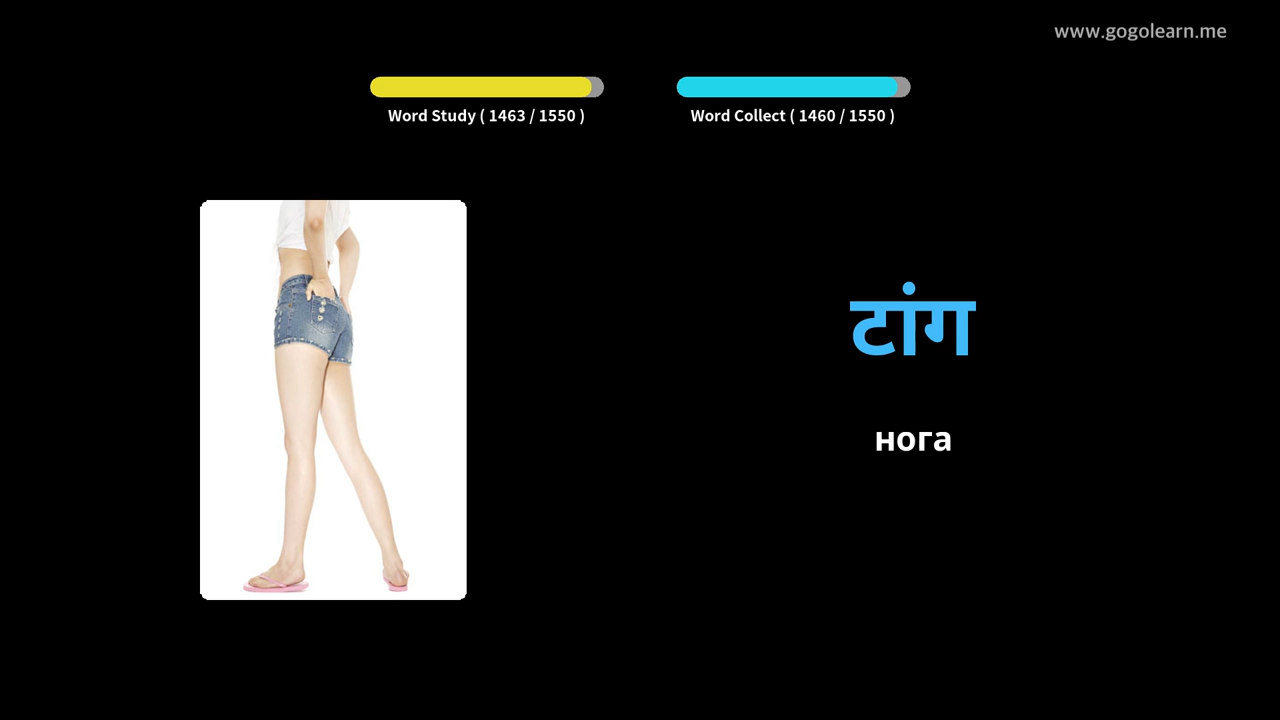 www.gogolearn.me
Word Study ( 1463 / 1550 )
Word Collect ( 1460 / 1550 )
टांग
нога